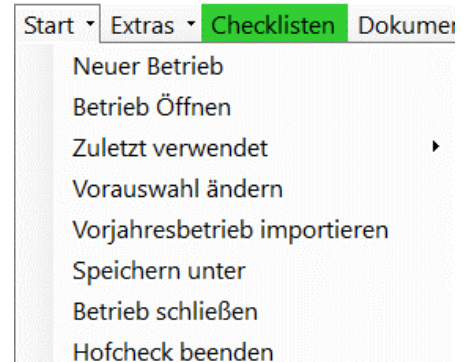 Start Extras Checklisten
Neuer Betrieb
Betrieb Öffnen
Zuletzt verwendet
Vorauswahl ändern
Vorjahresbetrieb importieren
Speichern unter
Betrieb schließen
Hofcheck beenden